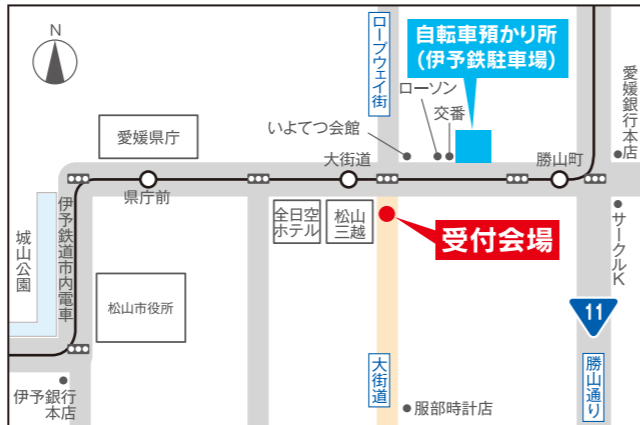 N
ロープウェイ街
自転車預かり所
(伊予鉄駐車場)
ローソン
交番
いよてつ会館
愛媛県庁
愛媛銀行本店
大街道
勝山町
県庁前
伊予鉄道市内電車
城山公園
全日空
ホテル
松山
三越
受付会場
サークルK
松山市役所
11
大街道
勝山通り
伊予銀行
本店
服部時計店